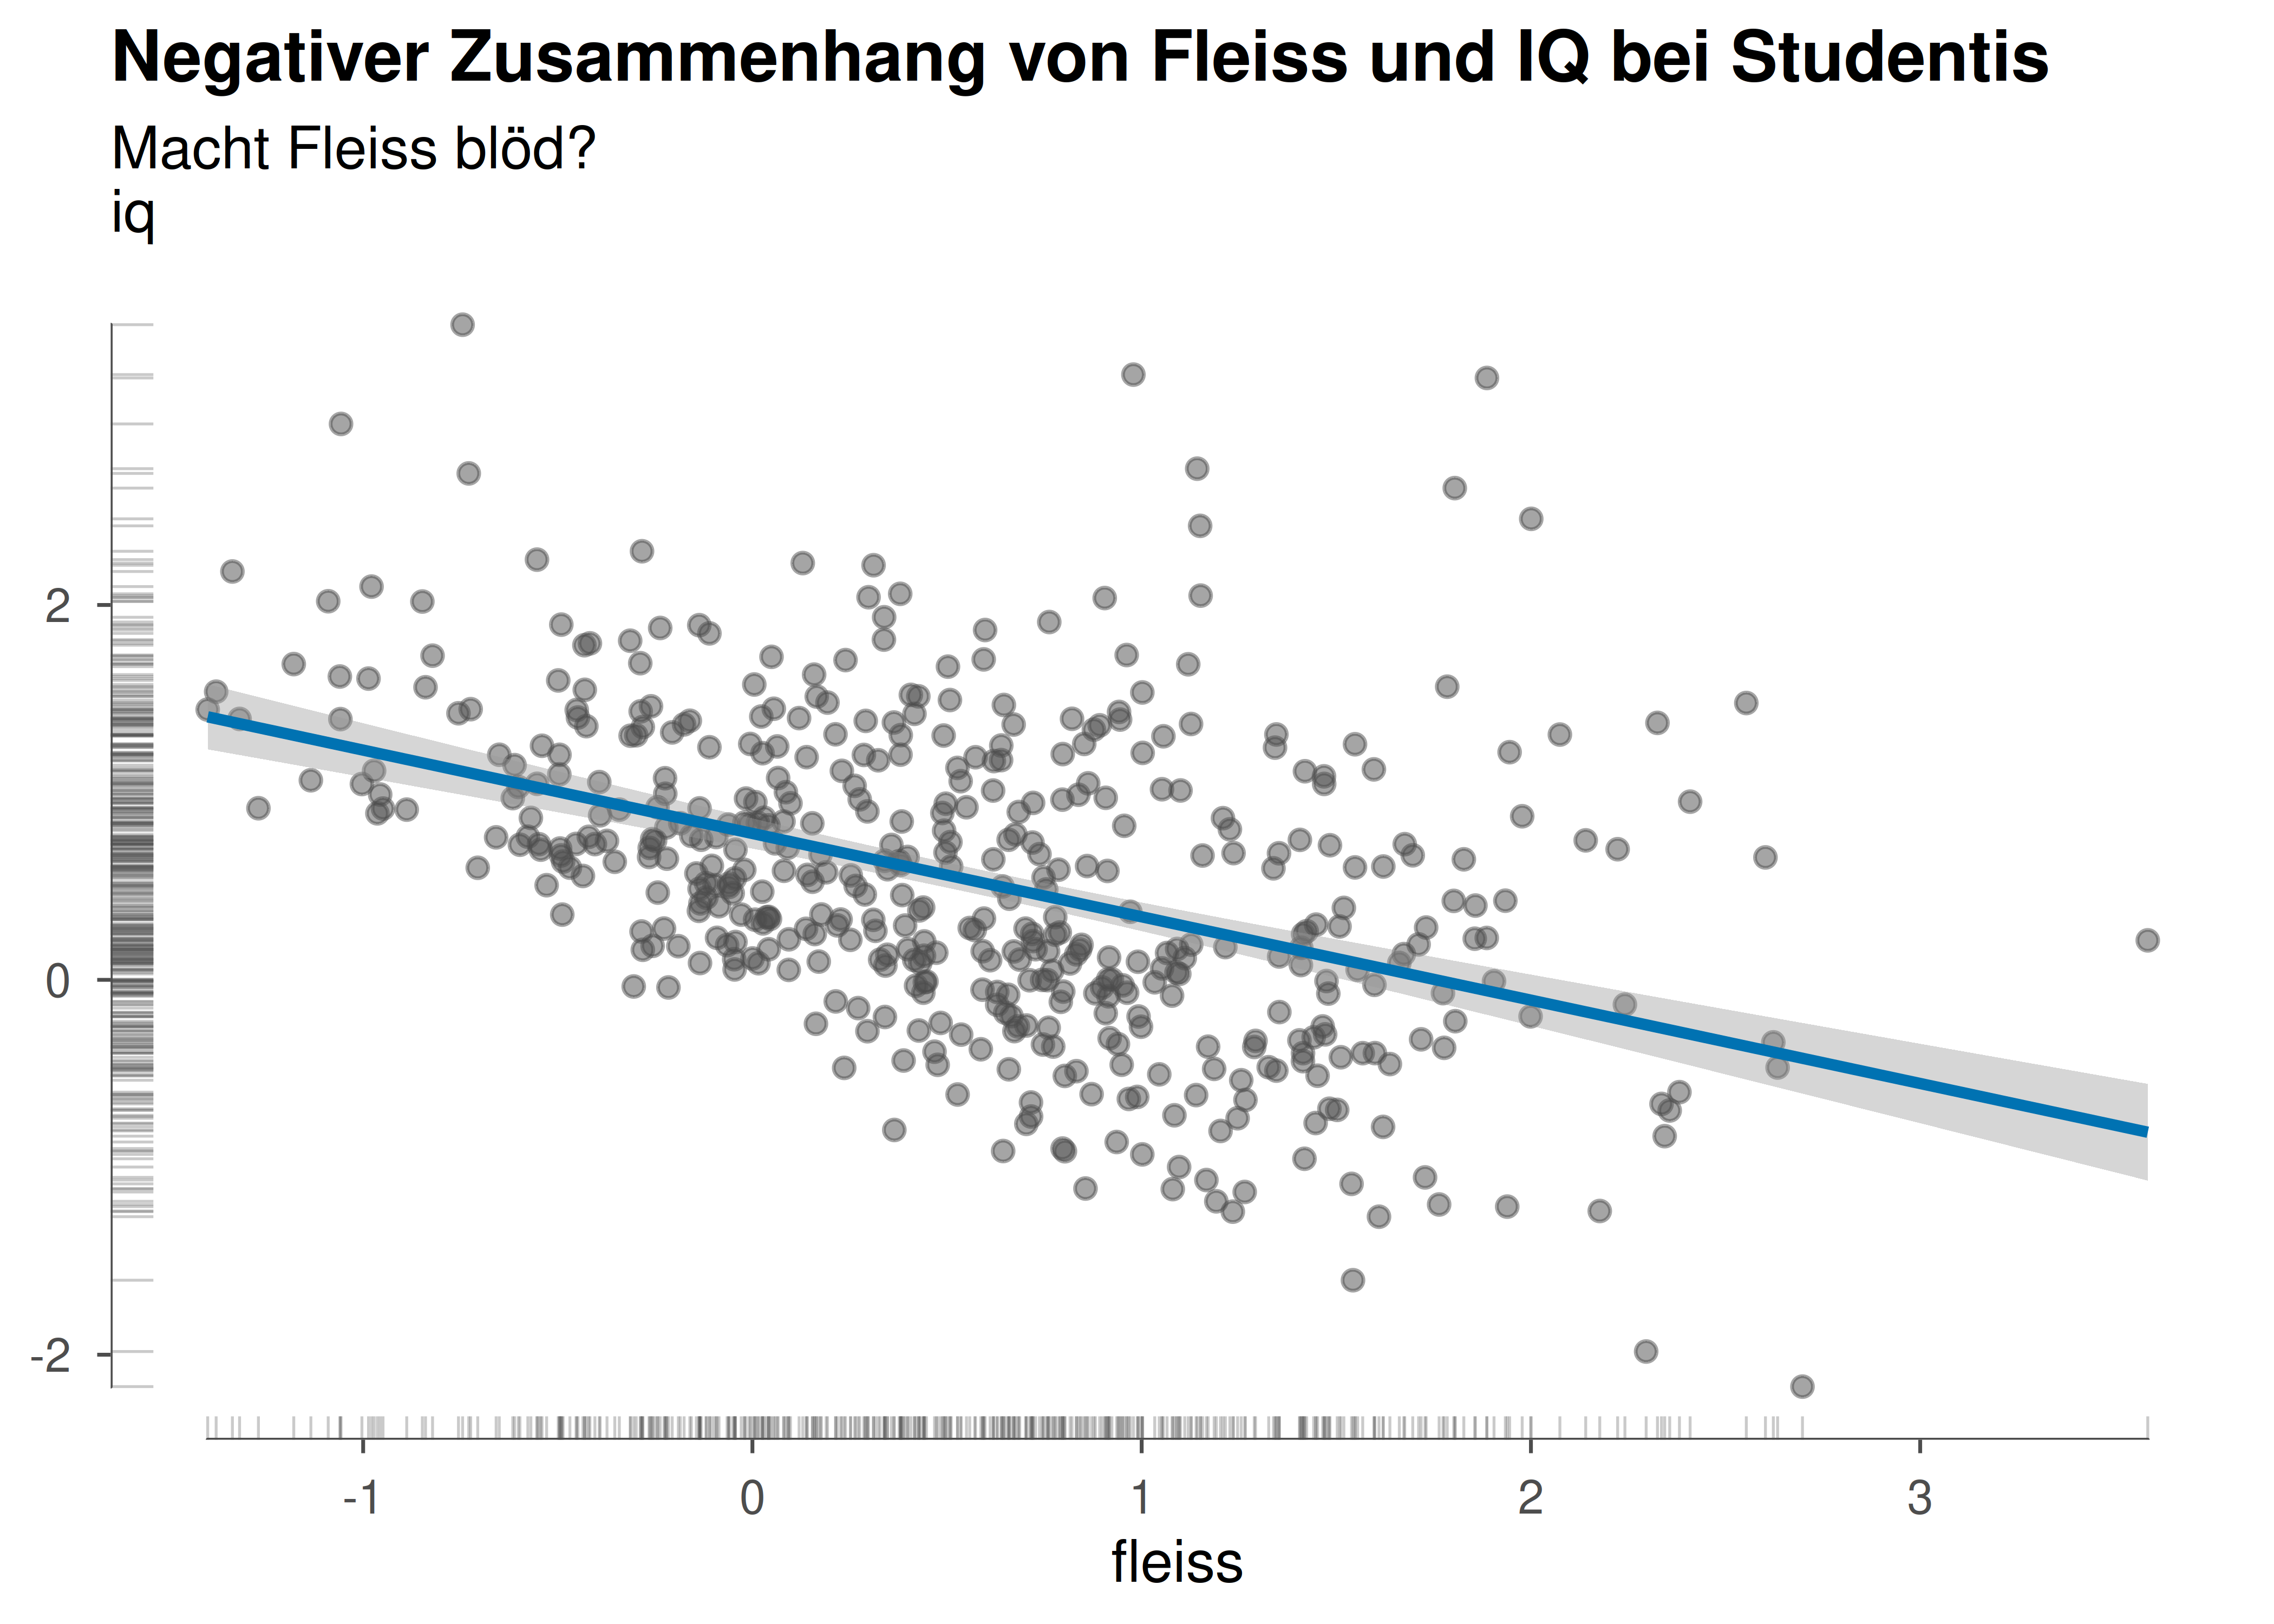 Negativer Zusammenhang von Fleiss und IQ bei Studentis
Macht Fleiss blöd?
iq
2
0
-2
-1 0 1 2 3
fleiss